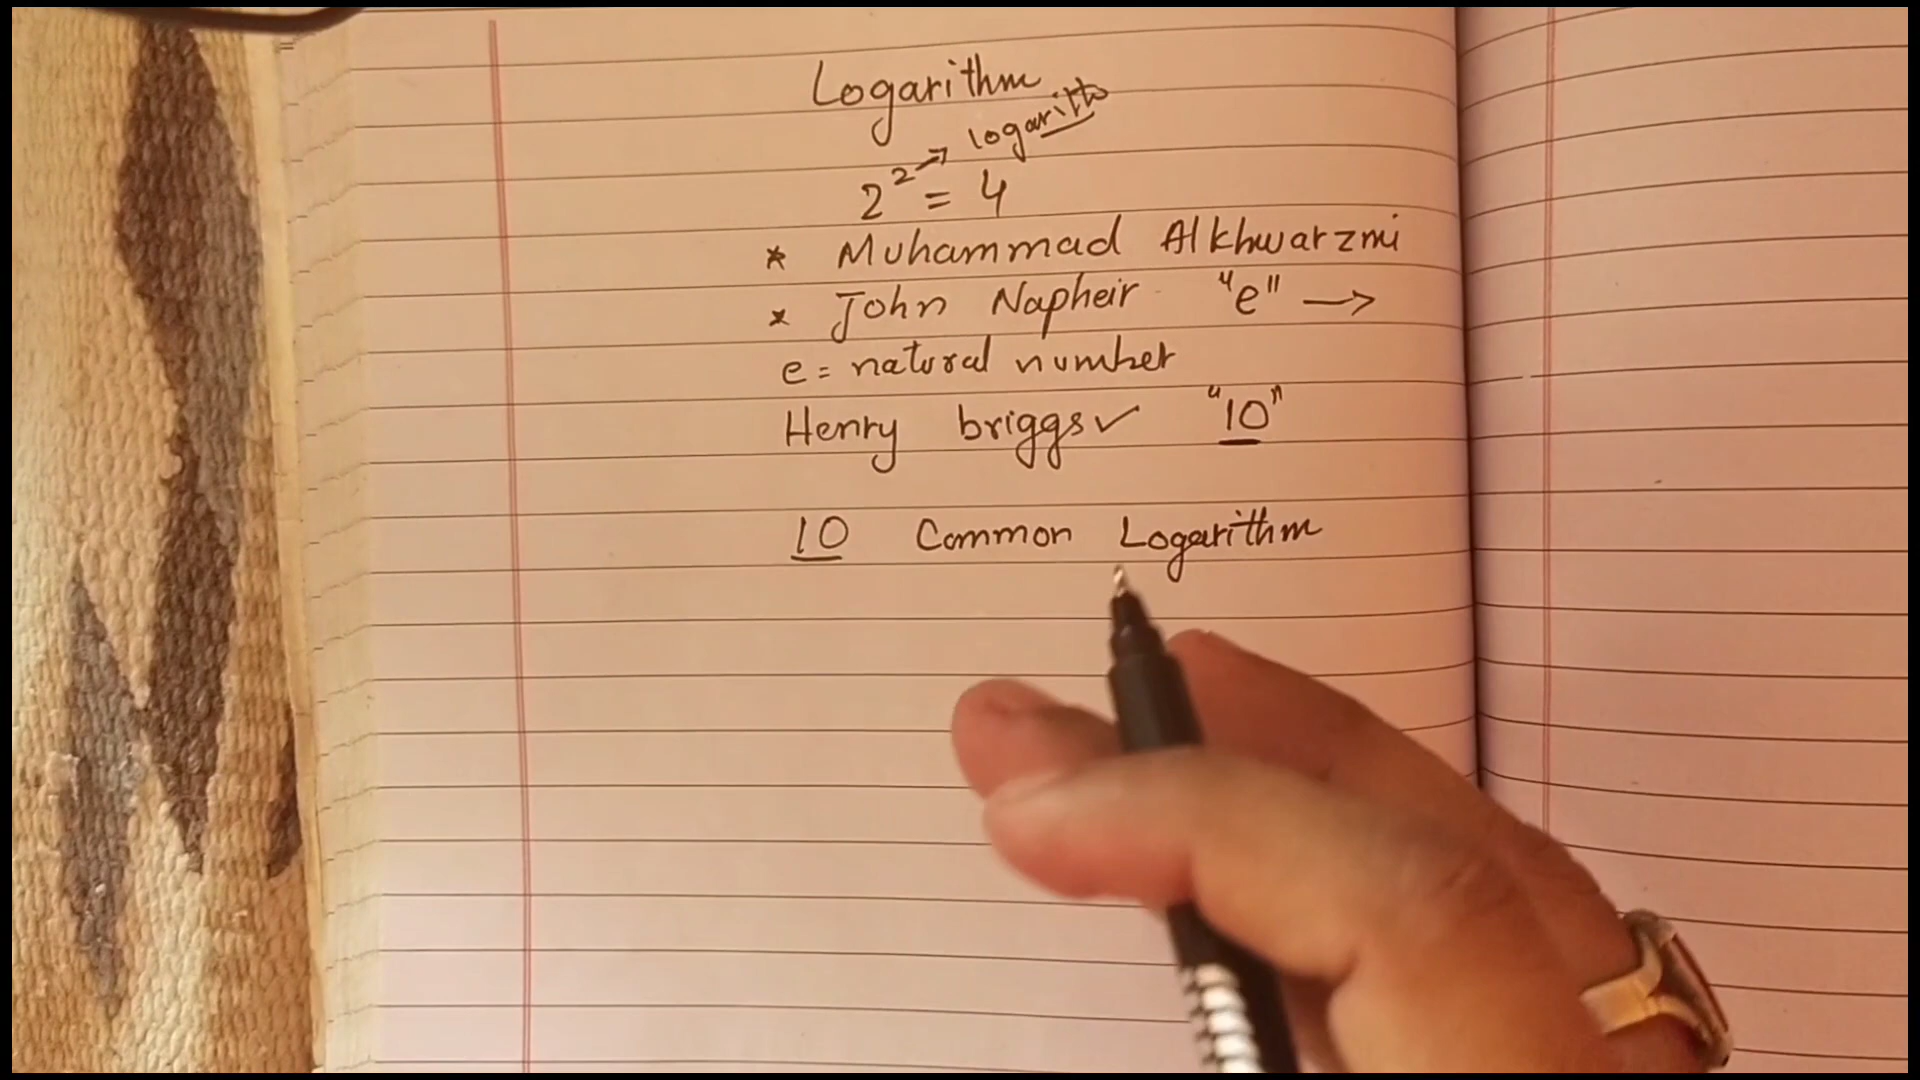 Logarithm
logarithm
2² = 4
* Muhammad Alkhwarzmi
* John Napheir "e" →
e = natural number
Henry briggs ✓ "10"
10 Common Logarithm